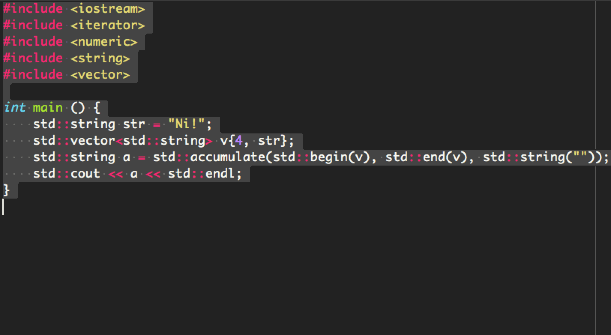 #include <iostream>
#include <iterator>
#include <numeric>
#include <string>
#include <vector>
int main () {
    std::string str = "Ni!";
    std::vector<std::string> v{4, str};
    std::string a = std::accumulate(std::begin(v), std::end(v), std::string(""));
    std::cout << a << std::endl;
}